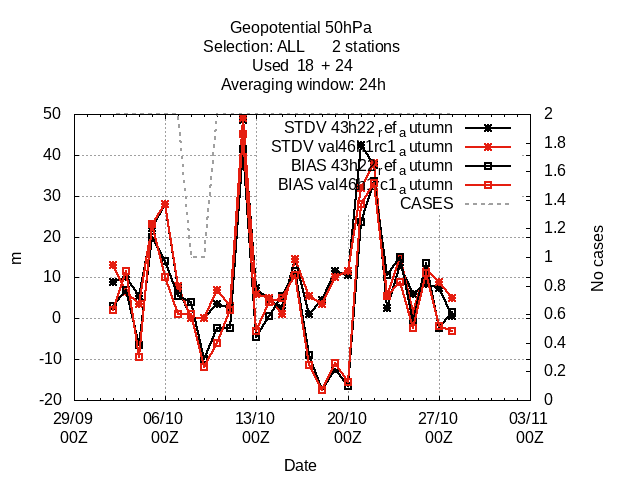 Geopotential 50hPa
Selection: ALL 2 stations
Used 18 + 24
Averaging window: 24h
50 2
40 1.8
30 1.6
20 1.4
10 1.2
0 1
-10 0.8
-20 0.6
0.4
0.2
0
STDV 43h22_ref_autumn
STDV val46h1rc1_autumn
BIAS 43h22_ref_autumn
BIAS val46h1rc1_autumn
CASES
m
No cases
29/09 06/10 13/10 20/10 27/10 03/11
00Z 00Z 00Z 00Z 00Z 00Z
Date